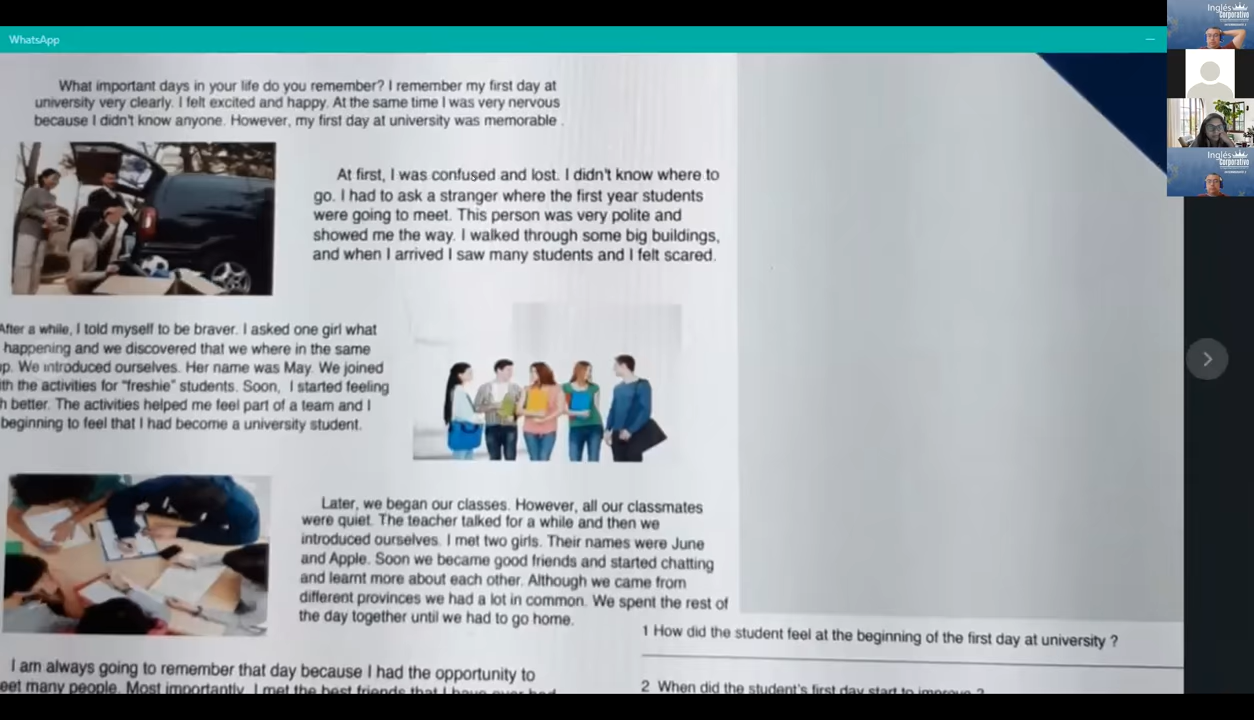 WhatsApp
What important days in your life do you remember? I remember my first day at
university very clearly. I felt excited and happy. At the same time I was very nervous
because I didn't know anyone. However, my first day at university was memorable .
At first, I was confused and lost. I didn't know where to
go. I had to ask a stranger where the first year students
were going to meet. This person was very polite and
showed me the way. I walked through some big buildings,
and when I arrived I saw many students and I felt scared.
After a while, I told myself to be braver. I asked one girl what
happening and we discovered that we where in the same
p. We introduced ourselves. Her name was May. We joined
ith the activities for "freshie" students. Soon, I started feeling
h better. The activities helped me feel part of a team and I
beginning to feel that I had become a university student.
Later, we began our classes. However, all our classmates
were quiet. The teacher talked for a while and then we
introduced ourselves. I met two girls. Their names were June
and Apple. Soon we became good friends and started chatting
and learnt more about each other. Although we came from
different provinces we had a lot in common. We spent the rest of
the day together until we had to go home.
I am always going to remember that day because I had the opportunity to
eet many people. Most importantly, I met the best friends that I have ever had
1 How did the student feel at the beginning of the first day at university ?
2 When did the student's first day start to improve ?
Inglés
Corporativo
Inglés
Corporativo